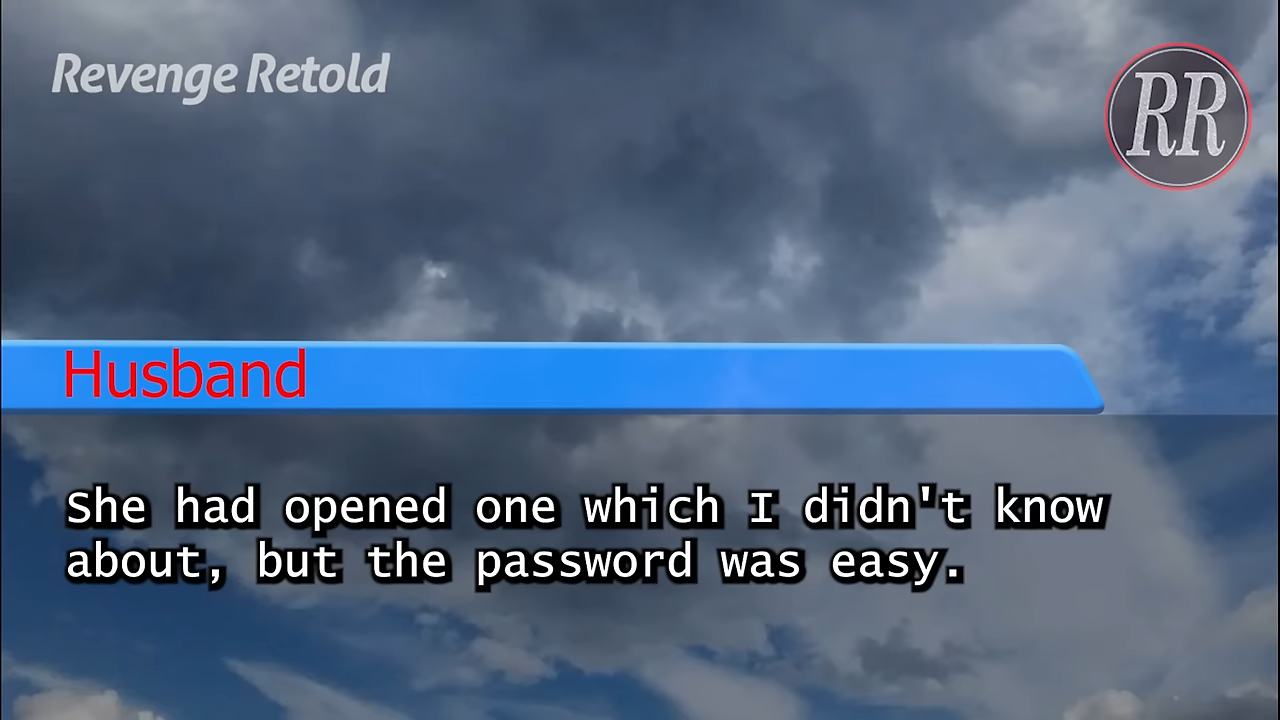 Revenge Retold
RR
Husband
She had opened one which I didn't know
about, but the password was easy.